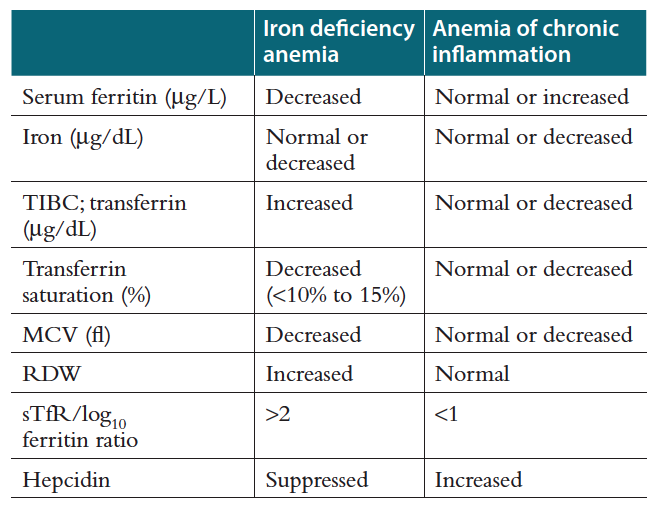 Iron deficiency anemia | Anemia of chronic inflammation
Serum ferritin (µg/L) | Decreased | Normal or increased
Iron (µg/dL) | Normal or decreased | Normal or decreased
TIBC; transferrin (µg/dL) | Increased | Normal or decreased
Transferrin saturation (%) | Decreased (<10% to 15%) | Normal or decreased
MCV (fl) | Decreased | Normal or decreased
RDW | Increased | Normal
sTfR/log10 ferritin ratio | >2 | <1
Hepcidin | Suppressed | Increased